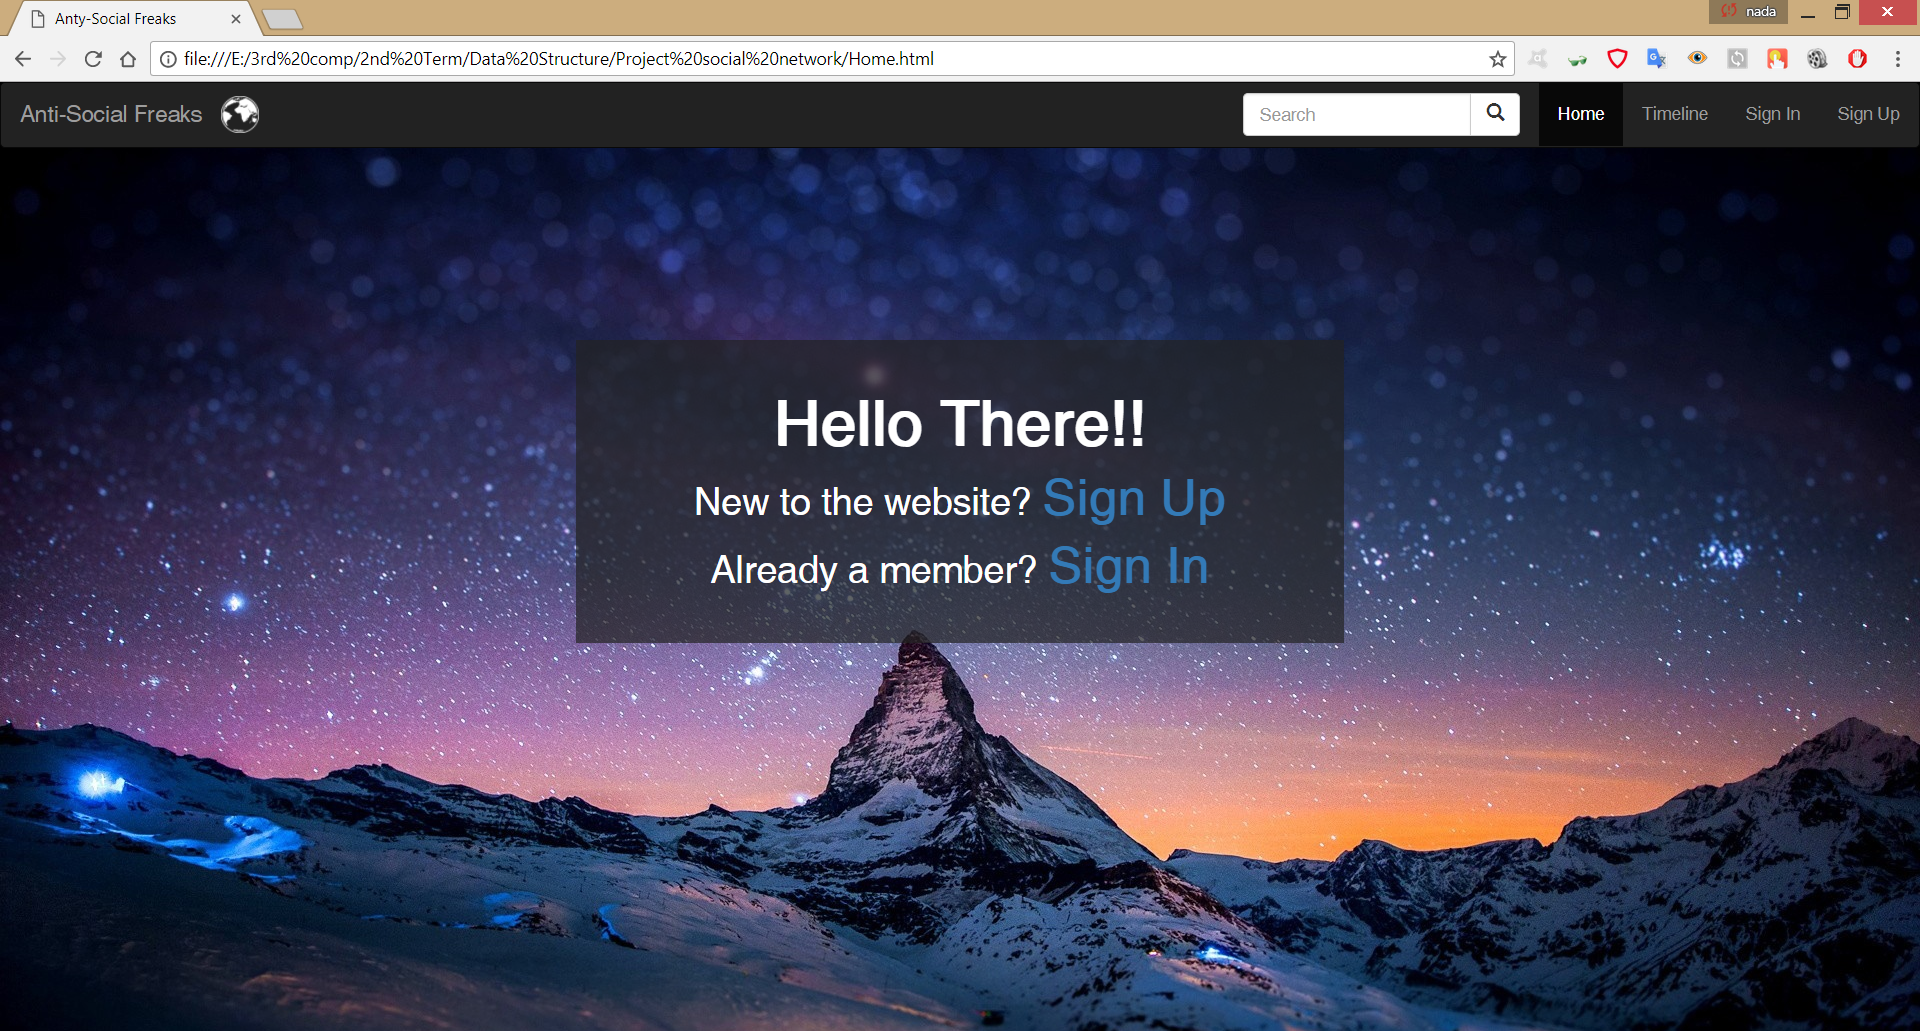 Anty-Social Freaks
nada
file:///E:/3rd%20comp/2nd%20Term/Data%20Structure/Project%20social%20network/Home.html
Anti-Social Freaks
Search
Home
Timeline
Sign In
Sign Up
Hello There!!
New to the website? Sign Up
Already a member? Sign In